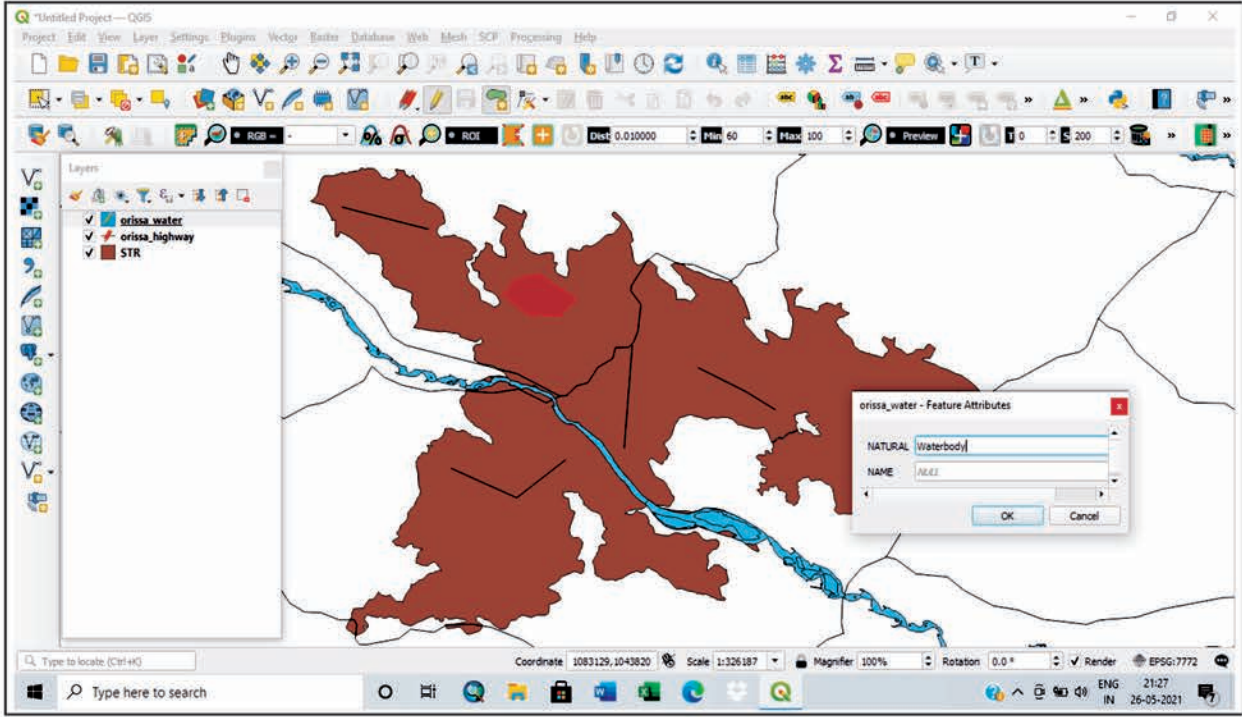 *Untitled Project — QGIS
Project Edit View Layer Settings Plugins Vector Raster Database Web Mesh SCP Processing Help
RGB = - ROI Dist 0.010000 Min 60 Max 100 Preview T 0 S 200
Layers
orissa_water
orissa_highway
STR
orissa_water - Feature Attributes
NATURAL Waterbody
NAME NULL
OK Cancel
Type to locate (Ctrl+K) Coordinate 1083129,1043820 Scale 1:326187 Magnifier 100% Rotation 0.0 ° Render EPSG:7772
Type here to search ENG 21:27
IN 26-05-2021